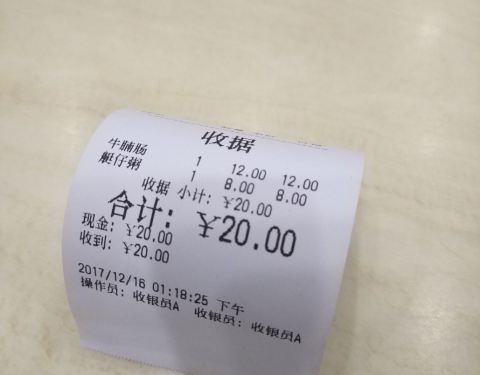 收据
牛腩肠 1 12.00 12.00
艇仔粥 1 8.00 8.00
收据 小计: ¥20.00
合计: ¥20.00
现金: ¥20.00
收到: ¥20.00
2017/12/16 01:18:25 下午
操作员: 收银员A 收银员: 收银员A